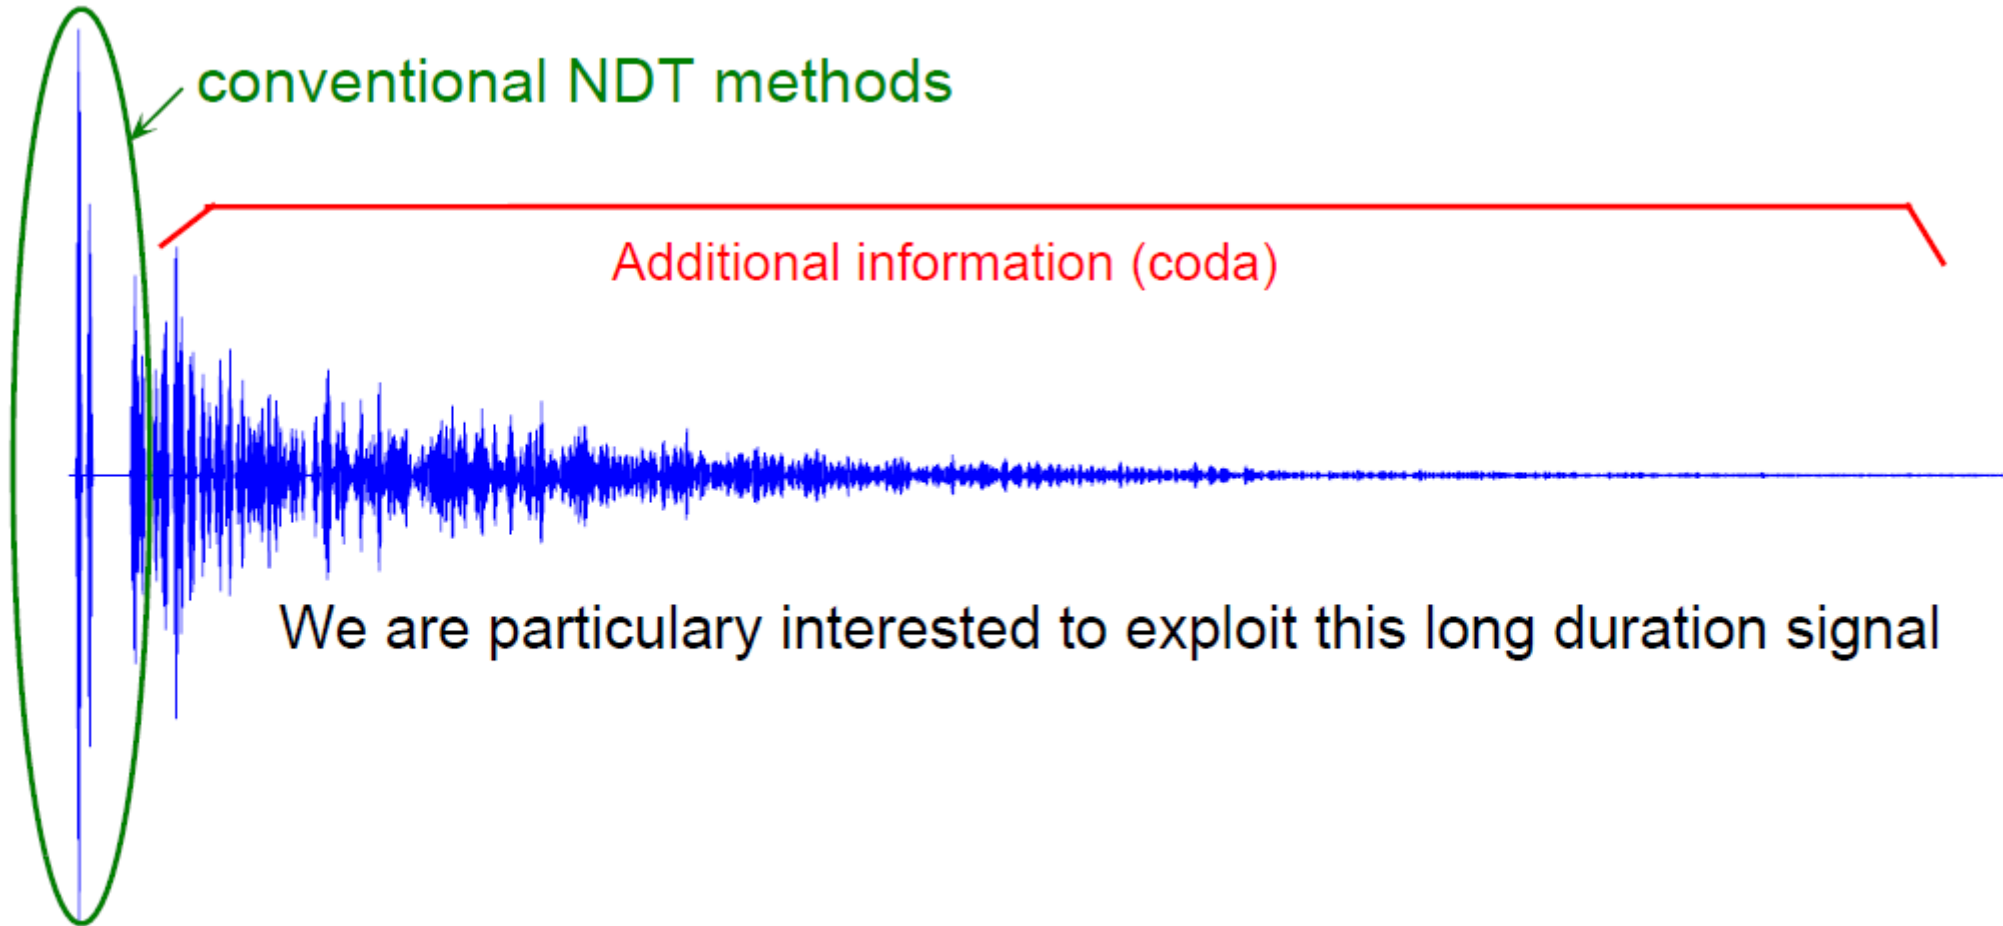 conventional NDT methods
Additional information (coda)
We are particulary interested to exploit this long duration signal